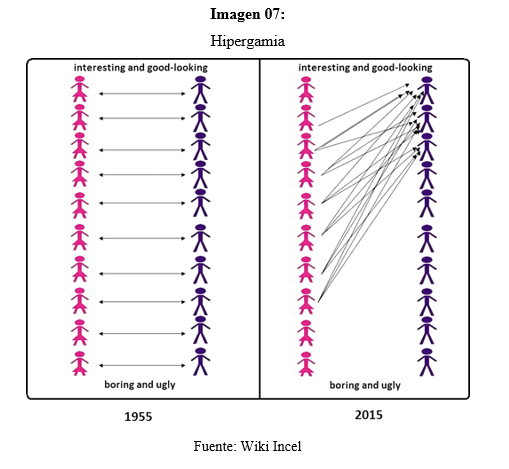 Imagen 07:
Hipergamia
interesting and good-looking
interesting and good-looking
boring and ugly
boring and ugly
1955
2015
Fuente: Wiki Incel